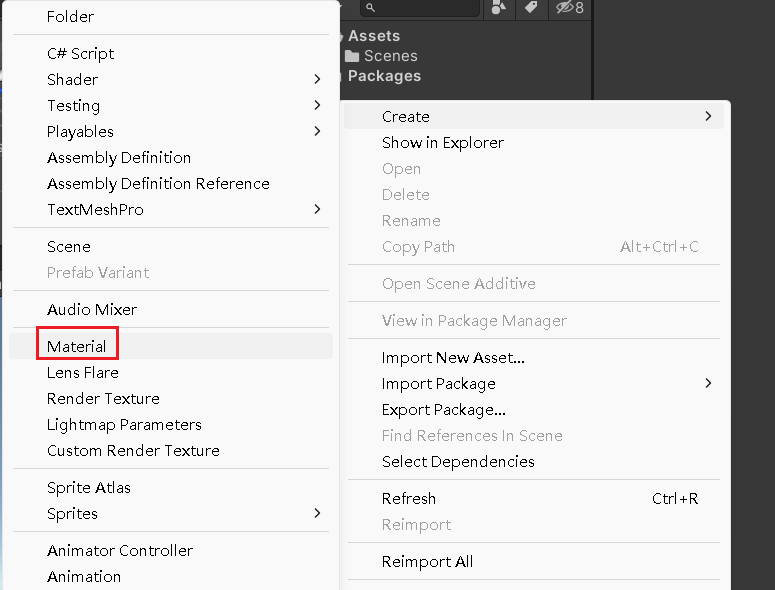 Folder
C# Script
Shader
Testing
Playables
Assembly Definition
Assembly Definition Reference
TextMeshPro
Scene
Prefab Variant
Audio Mixer
Material
Lens Flare
Render Texture
Lightmap Parameters
Custom Render Texture
Sprite Atlas
Sprites
Animator Controller
Animation
8
Assets
Scenes
Packages
Create
Show in Explorer
Open
Delete
Rename
Copy Path Alt+Ctrl+C
Open Scene Additive
View in Package Manager
Import New Asset...
Import Package
Export Package...
Find References In Scene
Select Dependencies
Refresh Ctrl+R
Reimport
Reimport All